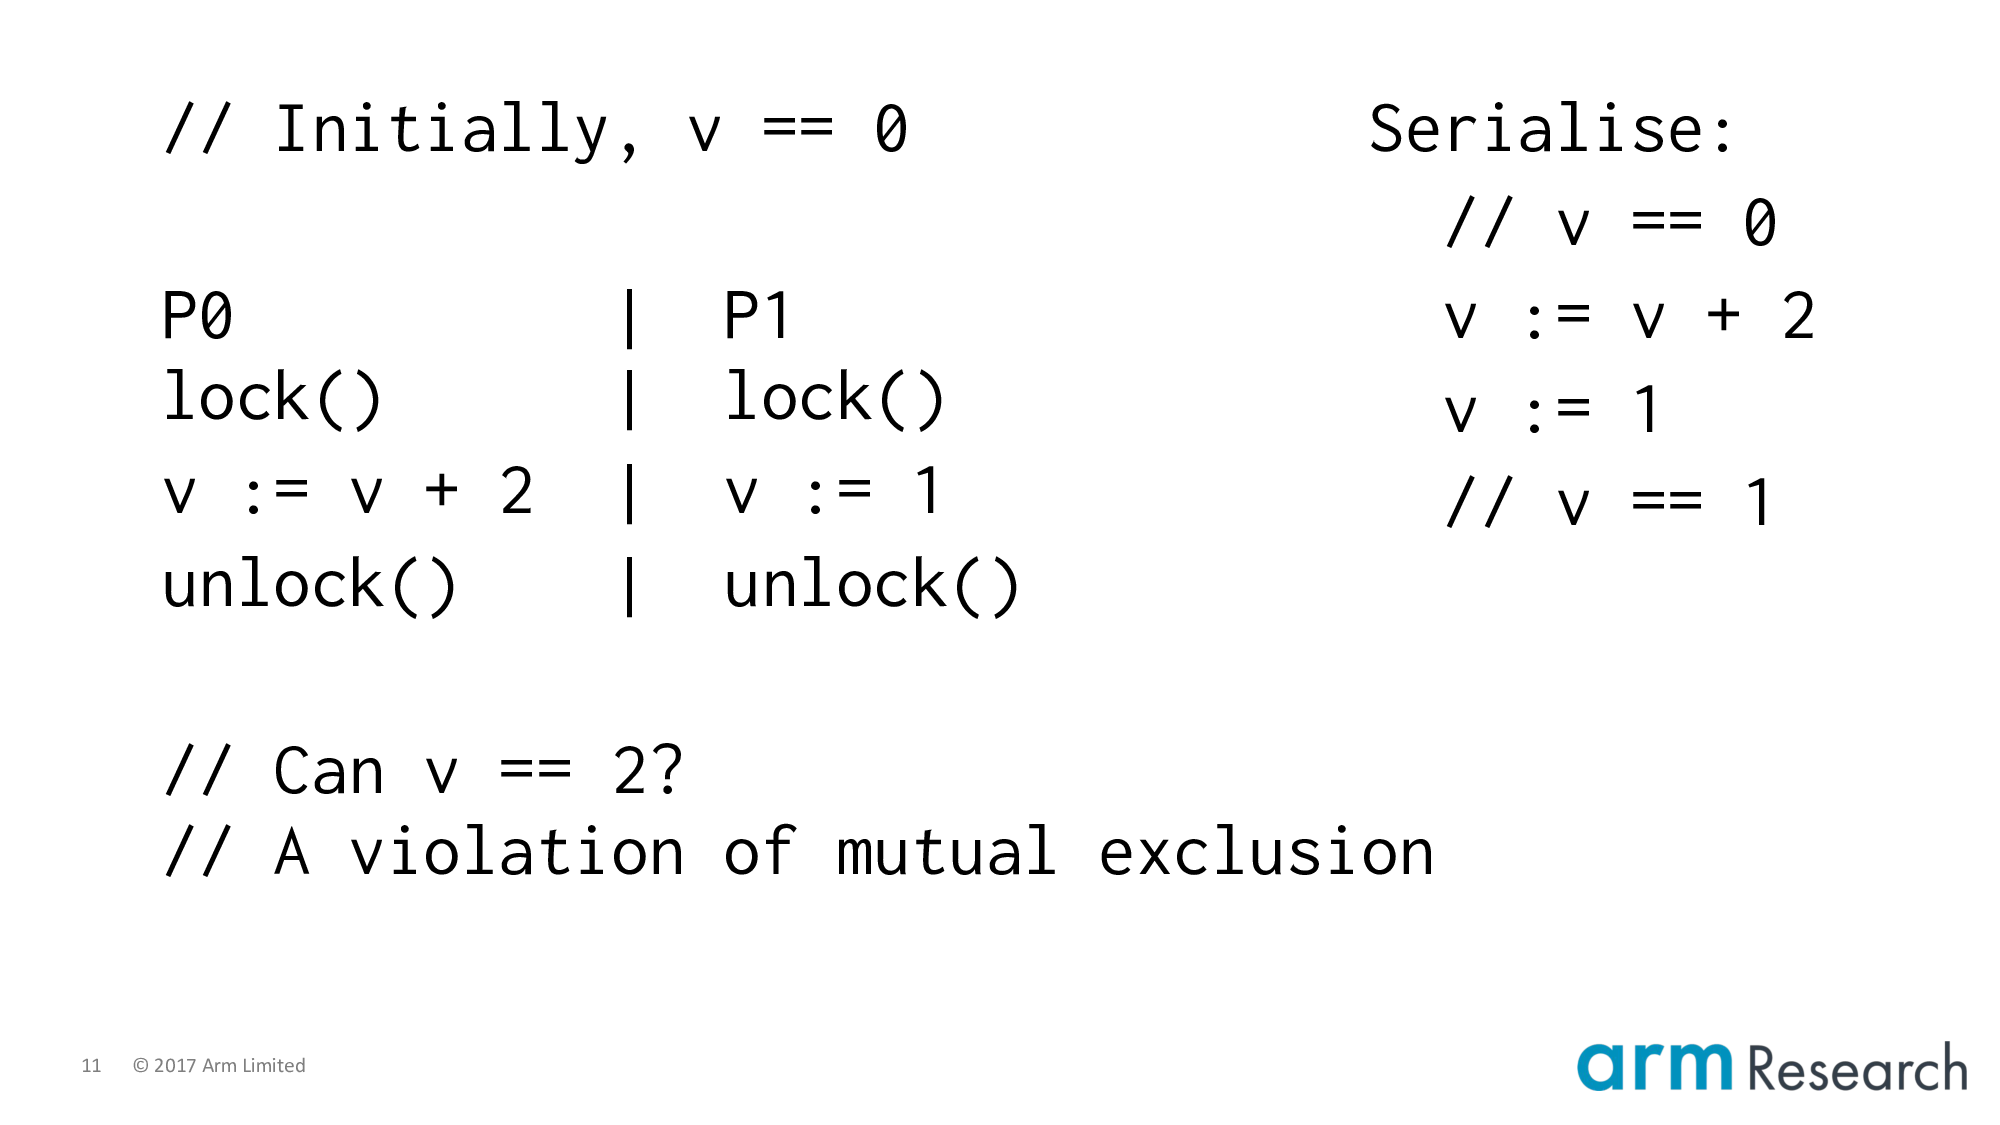 // Initially, v == 0
P0 | P1
lock() | lock()
v := v + 2 | v := 1
unlock() | unlock()
// Can v == 2?
// A violation of mutual exclusion
Serialise:
// v == 0
v := v + 2
v := 1
// v == 1
11 © 2017 Arm Limited
arm Research